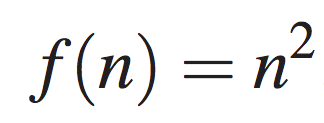 f(n) = n²